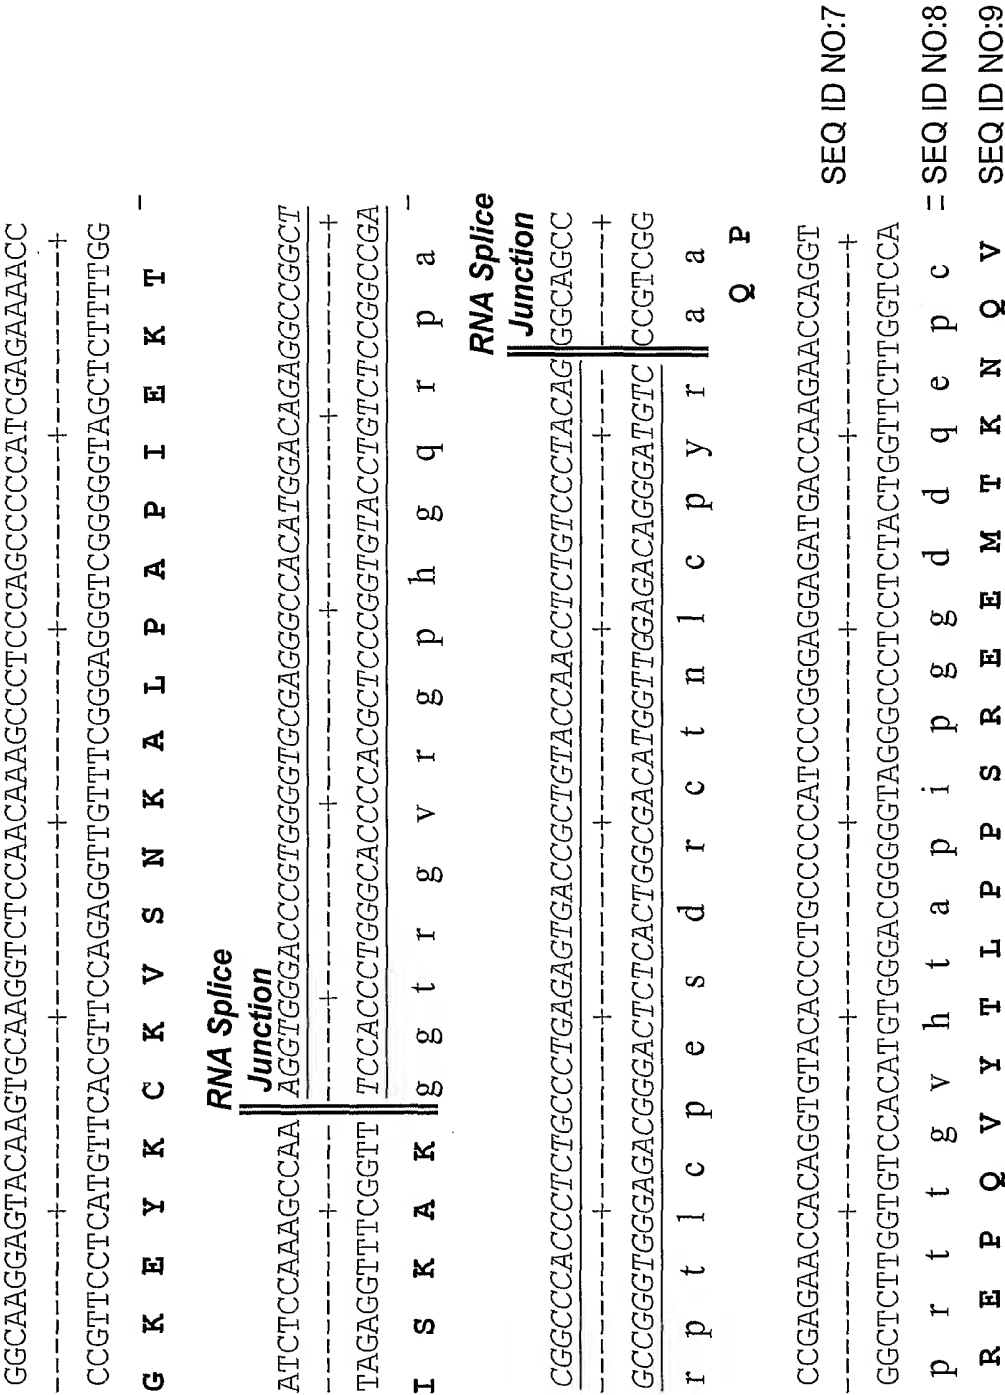 GGCAAGGAGTACAAGTGCAAGGTCTCCAACAAAGCCCTCCCAGCCCCCATCGAGAAAACC
---------+---------+---------+---------+---------+---------+
CCGTTCCTCATGTTCACGTTCCAGAGGTTGTTTCGGGAGGGTCGGGGGTAGCTCTTTTGG
G K E Y K C K V S N K A L P A P I E K T -
RNA Splice
Junction
ATCTCCAAAGCCAA AGGTGGGACCCGTGGGGTGCGAGGGCCACATGGACAGAGGCCGGCT
---------+---------+---------+---------+---------+---------+
TAGAGGTTTCGGTT TCCACCCTGGGCACCCCACGCTCCCGGTGTACCTGTCTCCGGCCGA
I S K A K g g t r g v r g p h g q r p a -
RNA Splice
Junction
CGGCCCACCCTCTGCCCTGAGAGTGACCGCTGTACCAACCTCTGTCCCTACAG GGCAGCC
---------+---------+---------+---------+---------+---------+
GCCGGGTGGGAGACGGGACTCTCACTGGCGACATGGTTGGAGACAGGGATGTC CCGTCGG
r p t l c p e s d r c t n l c p y r a a
Q P
CCGAGAACCACAGGTGTACACCCTGCCCCCATCCCGGGAGGAGATGACCAAGAACCAGGT
---------+---------+---------+---------+---------+---------+ SEQ ID NO:7
GGCTCTTGGTGTCCACATGTGGGACGGGGGTAGGGCCCTCCTCTACTGGTTCTTGGTCCA
p r t t g v h t a p i p g g d d q e p c = SEQ ID NO:8
R E P Q V Y T L P P S R E E M T K N Q V SEQ ID NO:9